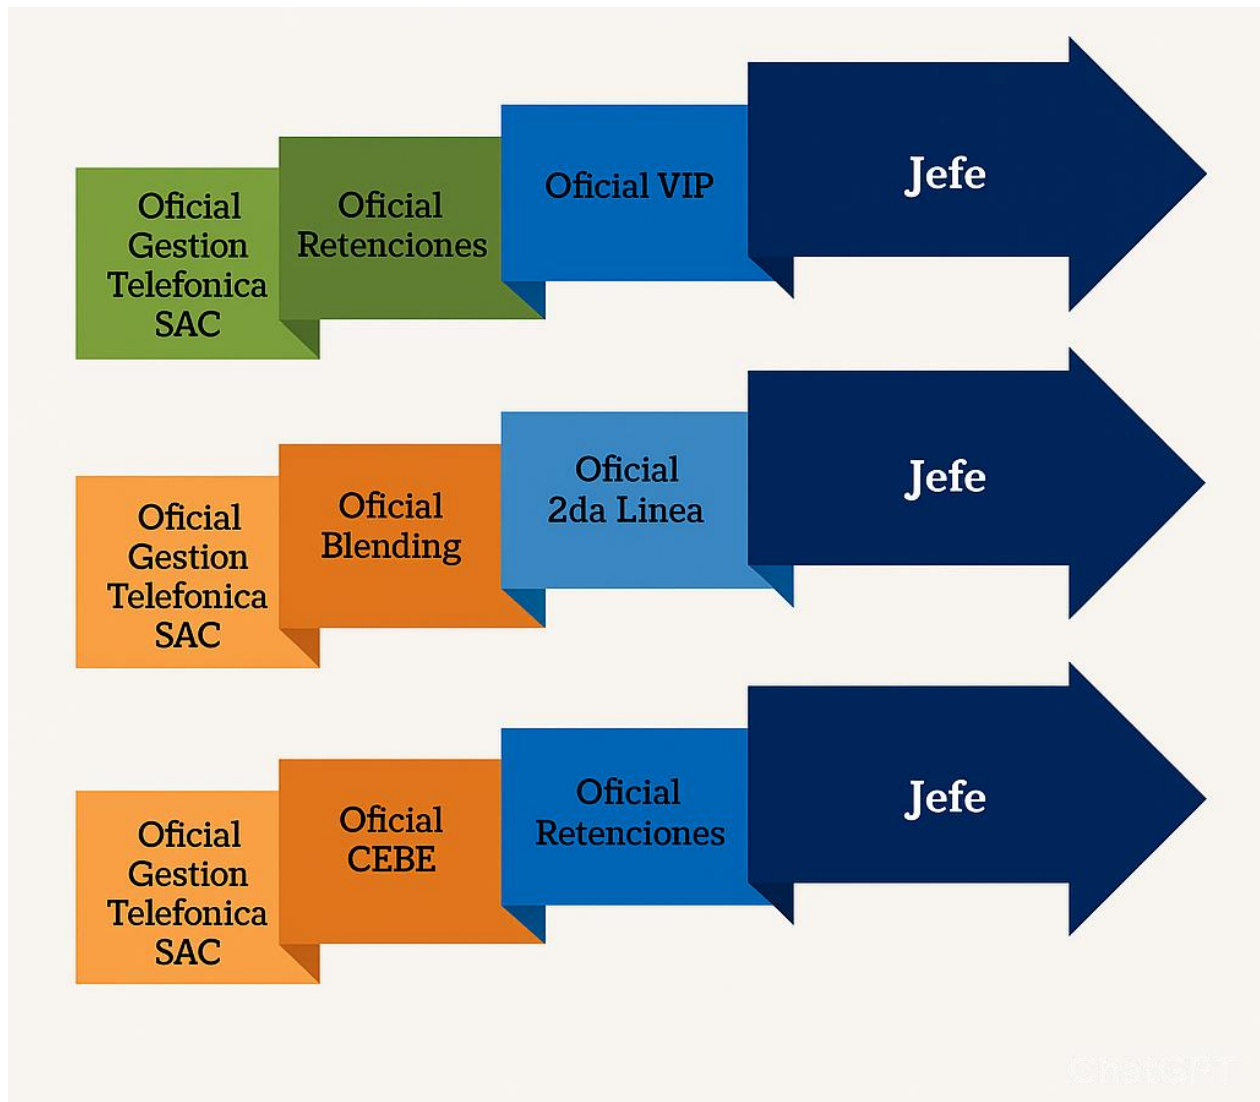 Oficial
Gestion
Telefonica
SAC
Oficial
Retenciones
Oficial VIP
Jefe
Oficial
Gestion
Telefonica
SAC
Oficial
Blending
Oficial
2da Linea
Jefe
Oficial
Gestion
Telefonica
SAC
Oficial
CEBE
Oficial
Retenciones
Jefe
ChatGPT